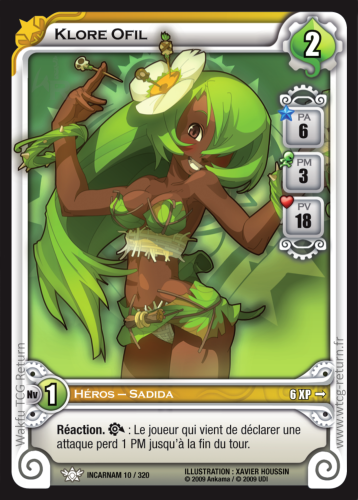 Klore Ofil
2
PA
6
PM
3
PV
18
Wakfu TCG Return
www.wtcg-return.fr
Nv 1
Héros – Sadida
6 XP →
Réaction. : Le joueur qui vient de déclarer une
attaque perd 1 PM jusqu'à la fin du tour.
INCARNAM 10 / 320
ILLUSTRATION : XAVIER HOUSSIN
© 2009 Ankama / © 2009 UDI